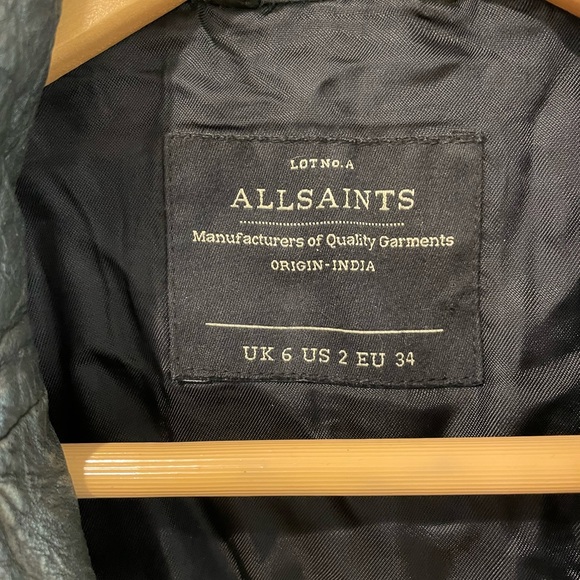 LOT NO. A
ALLSAINTS
Manufacturers of Quality Garments
ORIGIN-INDIA
UK 6 US 2 EU 34